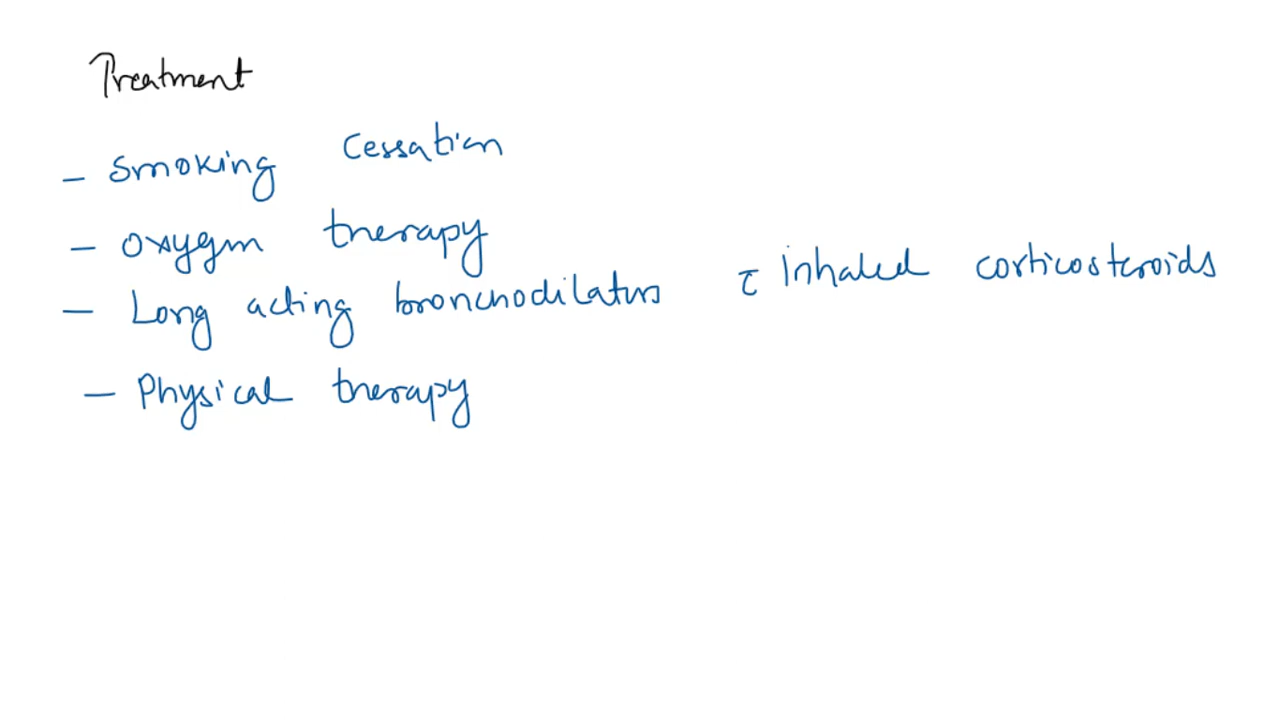 Treatment
- Smoking Cessation
- Oxygen therapy
- Long acting bronchodilators c̄ inhaled corticosteroids
- Physical therapy